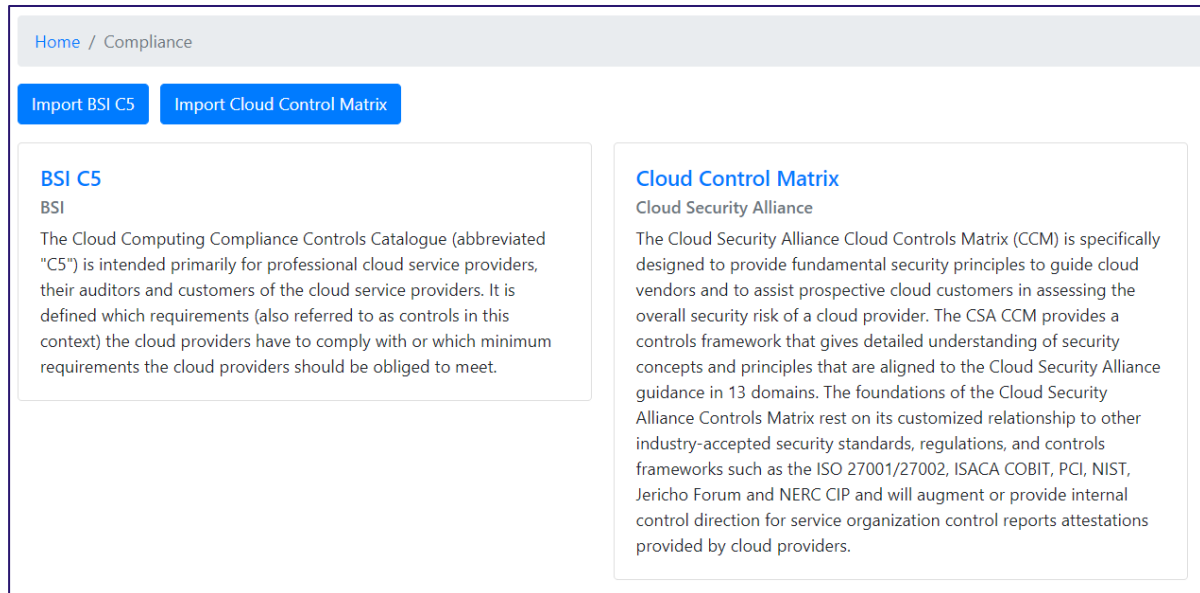 Home / Compliance
Import BSI C5
Import Cloud Control Matrix
BSI C5
BSI
The Cloud Computing Compliance Controls Catalogue (abbreviated
"C5") is intended primarily for professional cloud service providers,
their auditors and customers of the cloud service providers. It is
defined which requirements (also referred to as controls in this
context) the cloud providers have to comply with or which minimum
requirements the cloud providers should be obliged to meet.
Cloud Control Matrix
Cloud Security Alliance
The Cloud Security Alliance Cloud Controls Matrix (CCM) is specifically
designed to provide fundamental security principles to guide cloud
vendors and to assist prospective cloud customers in assessing the
overall security risk of a cloud provider. The CSA CCM provides a
controls framework that gives detailed understanding of security
concepts and principles that are aligned to the Cloud Security Alliance
guidance in 13 domains. The foundations of the Cloud Security
Alliance Controls Matrix rest on its customized relationship to other
industry-accepted security standards, regulations, and controls
frameworks such as the ISO 27001/27002, ISACA COBIT, PCI, NIST,
Jericho Forum and NERC CIP and will augment or provide internal
control direction for service organization control reports attestations
provided by cloud providers.